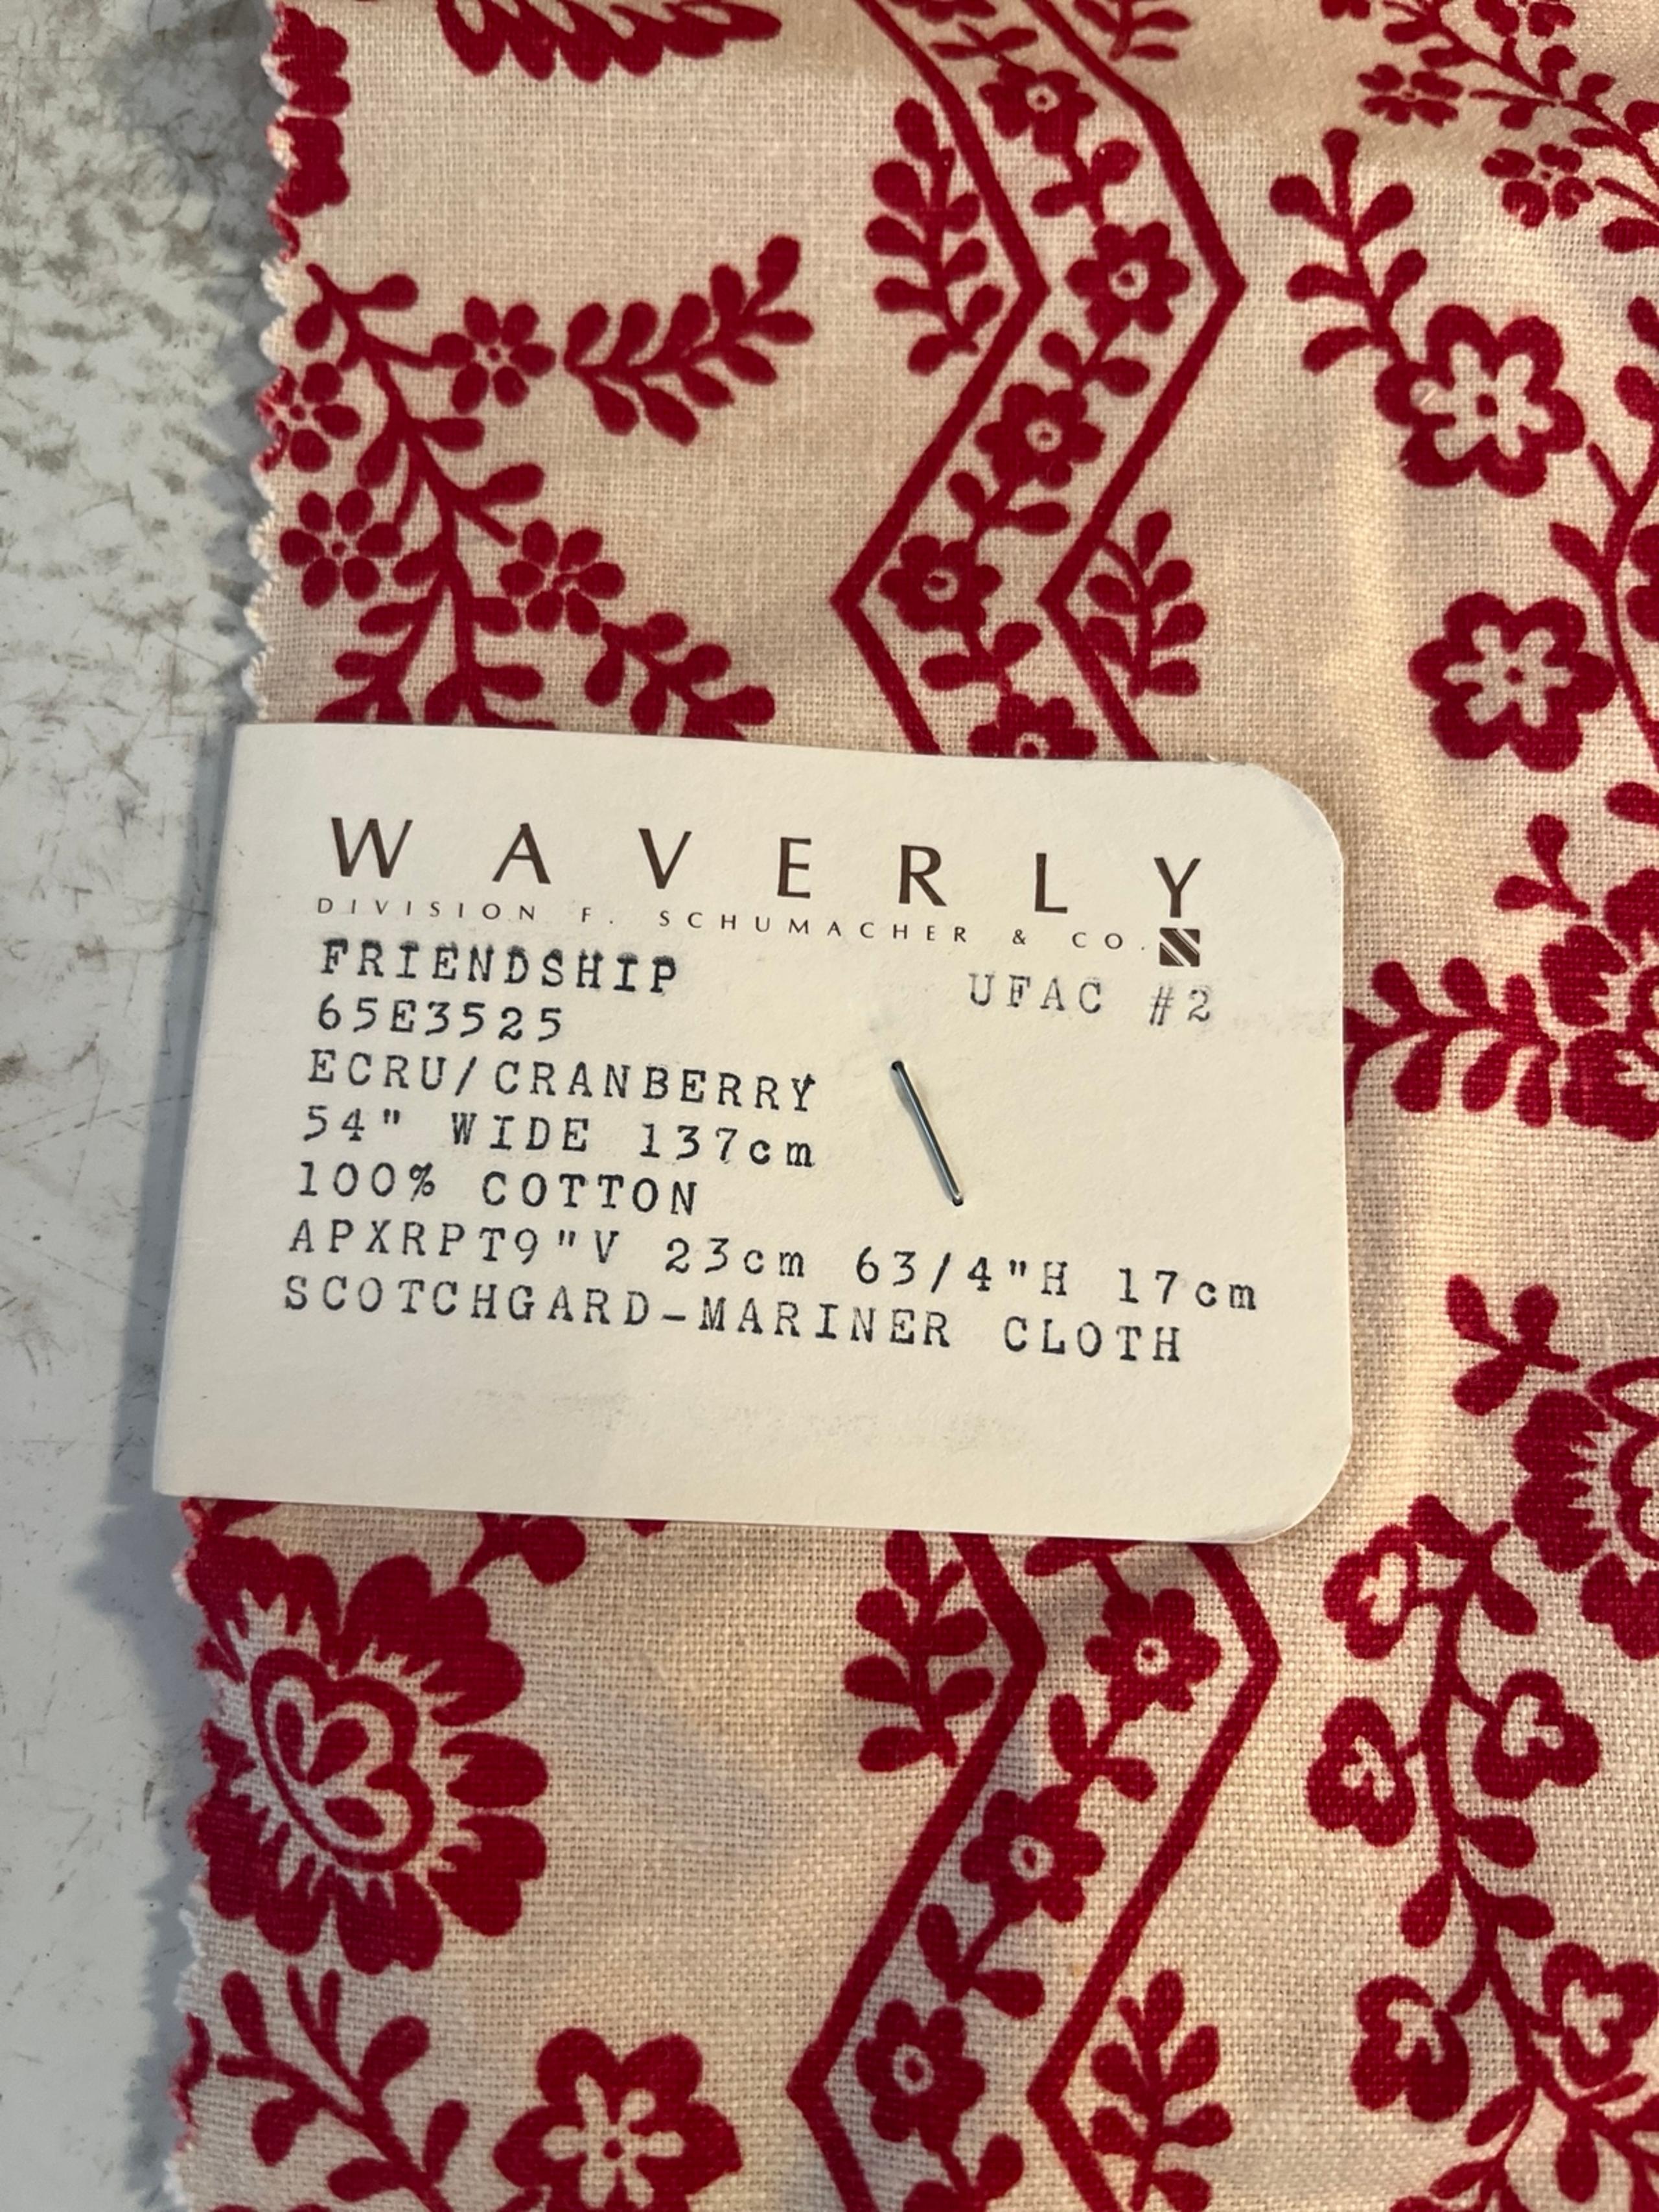 WAVERLY
DIVISION F. SCHUMACHER & CO.
FRIENDSHIP UFAC #2
65E3525
ECRU/CRANBERRY
54" WIDE 137cm
100% COTTON
APXRPT9"V 23cm 63/4"H 17cm
SCOTCHGARD-MARINER CLOTH